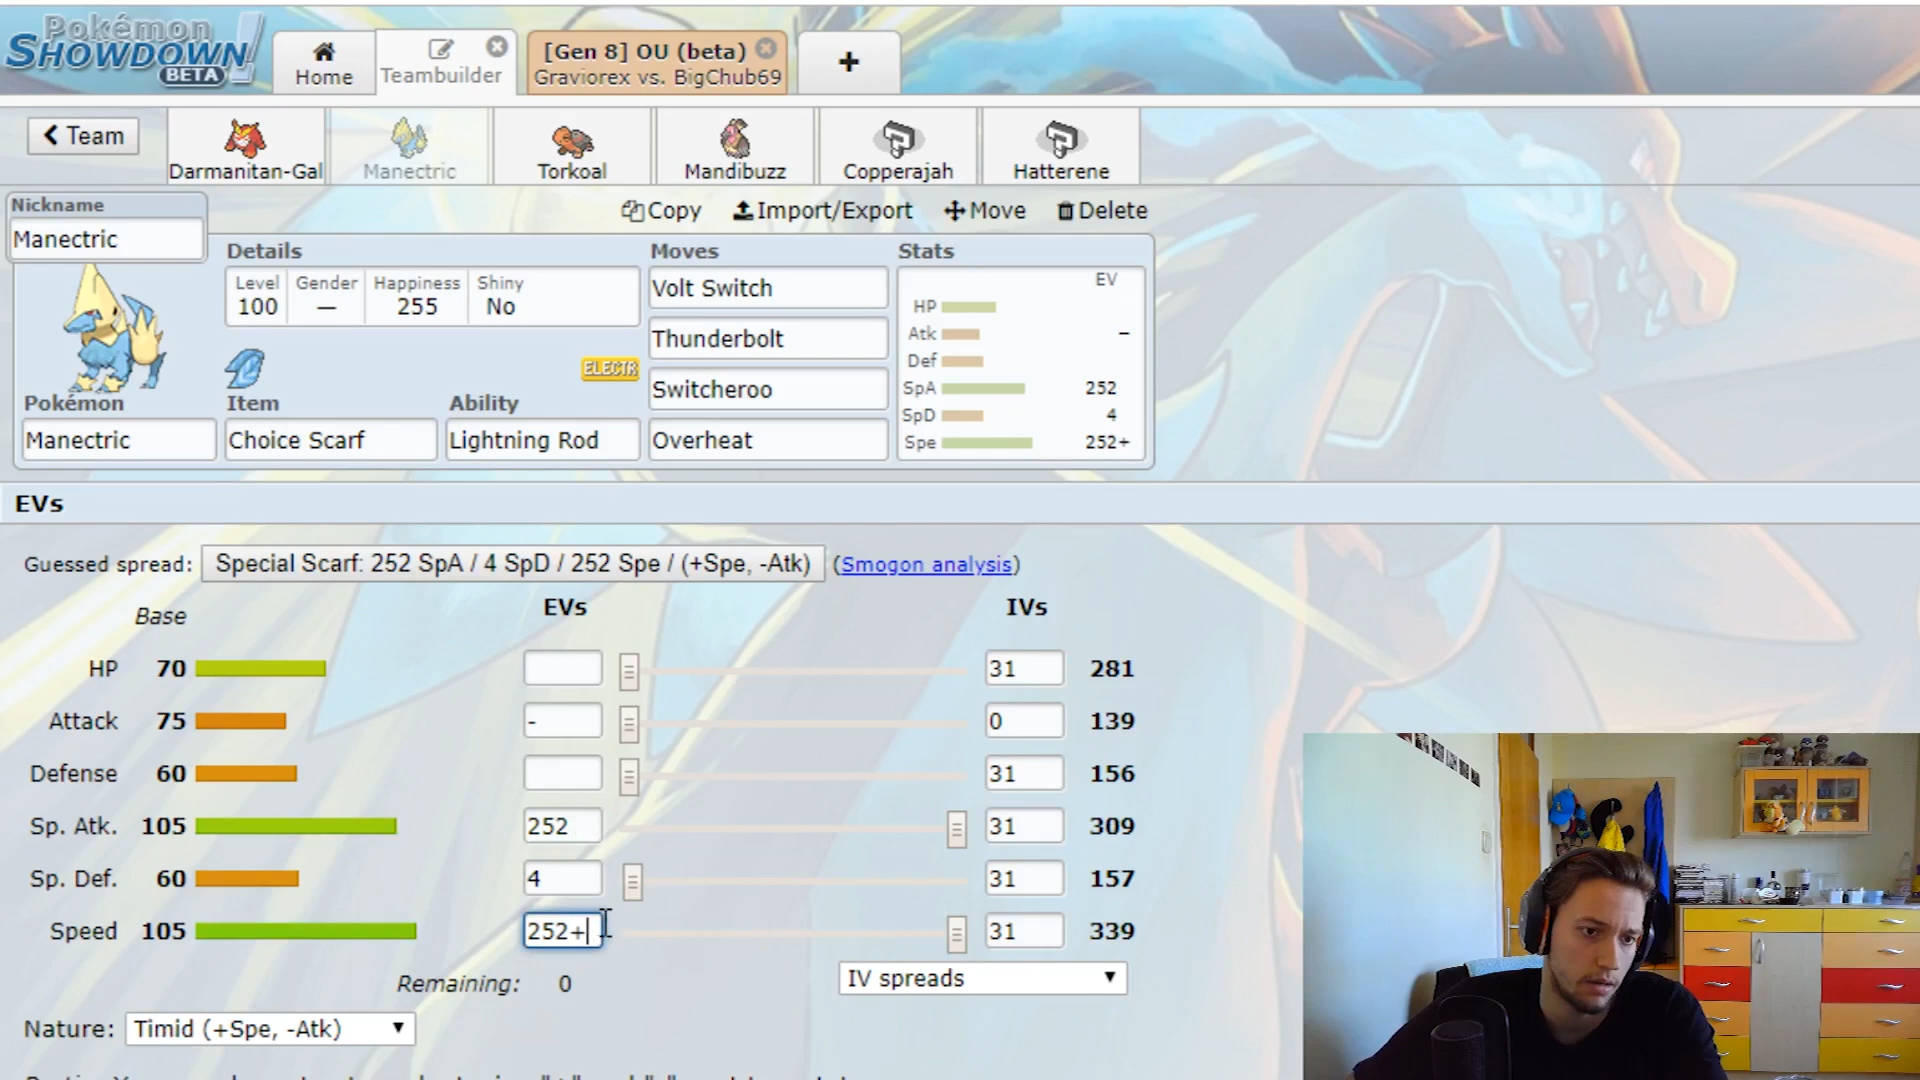 Pokémon
SHOWDOWN!
BETA
Home
Teambuilder
[Gen 8] OU (beta)
Graviorex vs. BigChub69
+
Team
Darmanitan-Gal
Manectric
Torkoal
Mandibuzz
Copperajah
Hatterene
Nickname
Manectric
Copy
Import/Export
Move
Delete
Details
Moves
Stats
Level
100
Gender
—
Happiness
255
Shiny
No
ELECTR
Pokémon
Manectric
Item
Choice Scarf
Ability
Lightning Rod
Volt Switch
Thunderbolt
Switcheroo
Overheat
EV
HP
Atk –
Def
SpA 252
SpD 4
Spe 252+
EVs
Guessed spread: Special Scarf: 252 SpA / 4 SpD / 252 Spe / (+Spe, -Atk) (Smogon analysis)
Base EVs IVs
HP 70 31 281
Attack 75 - 0 139
Defense 60 31 156
Sp. Atk. 105 252 31 309
Sp. Def. 60 4 31 157
Speed 105 252+ 31 339
Remaining: 0
IV spreads
Nature: Timid (+Spe, -Atk)